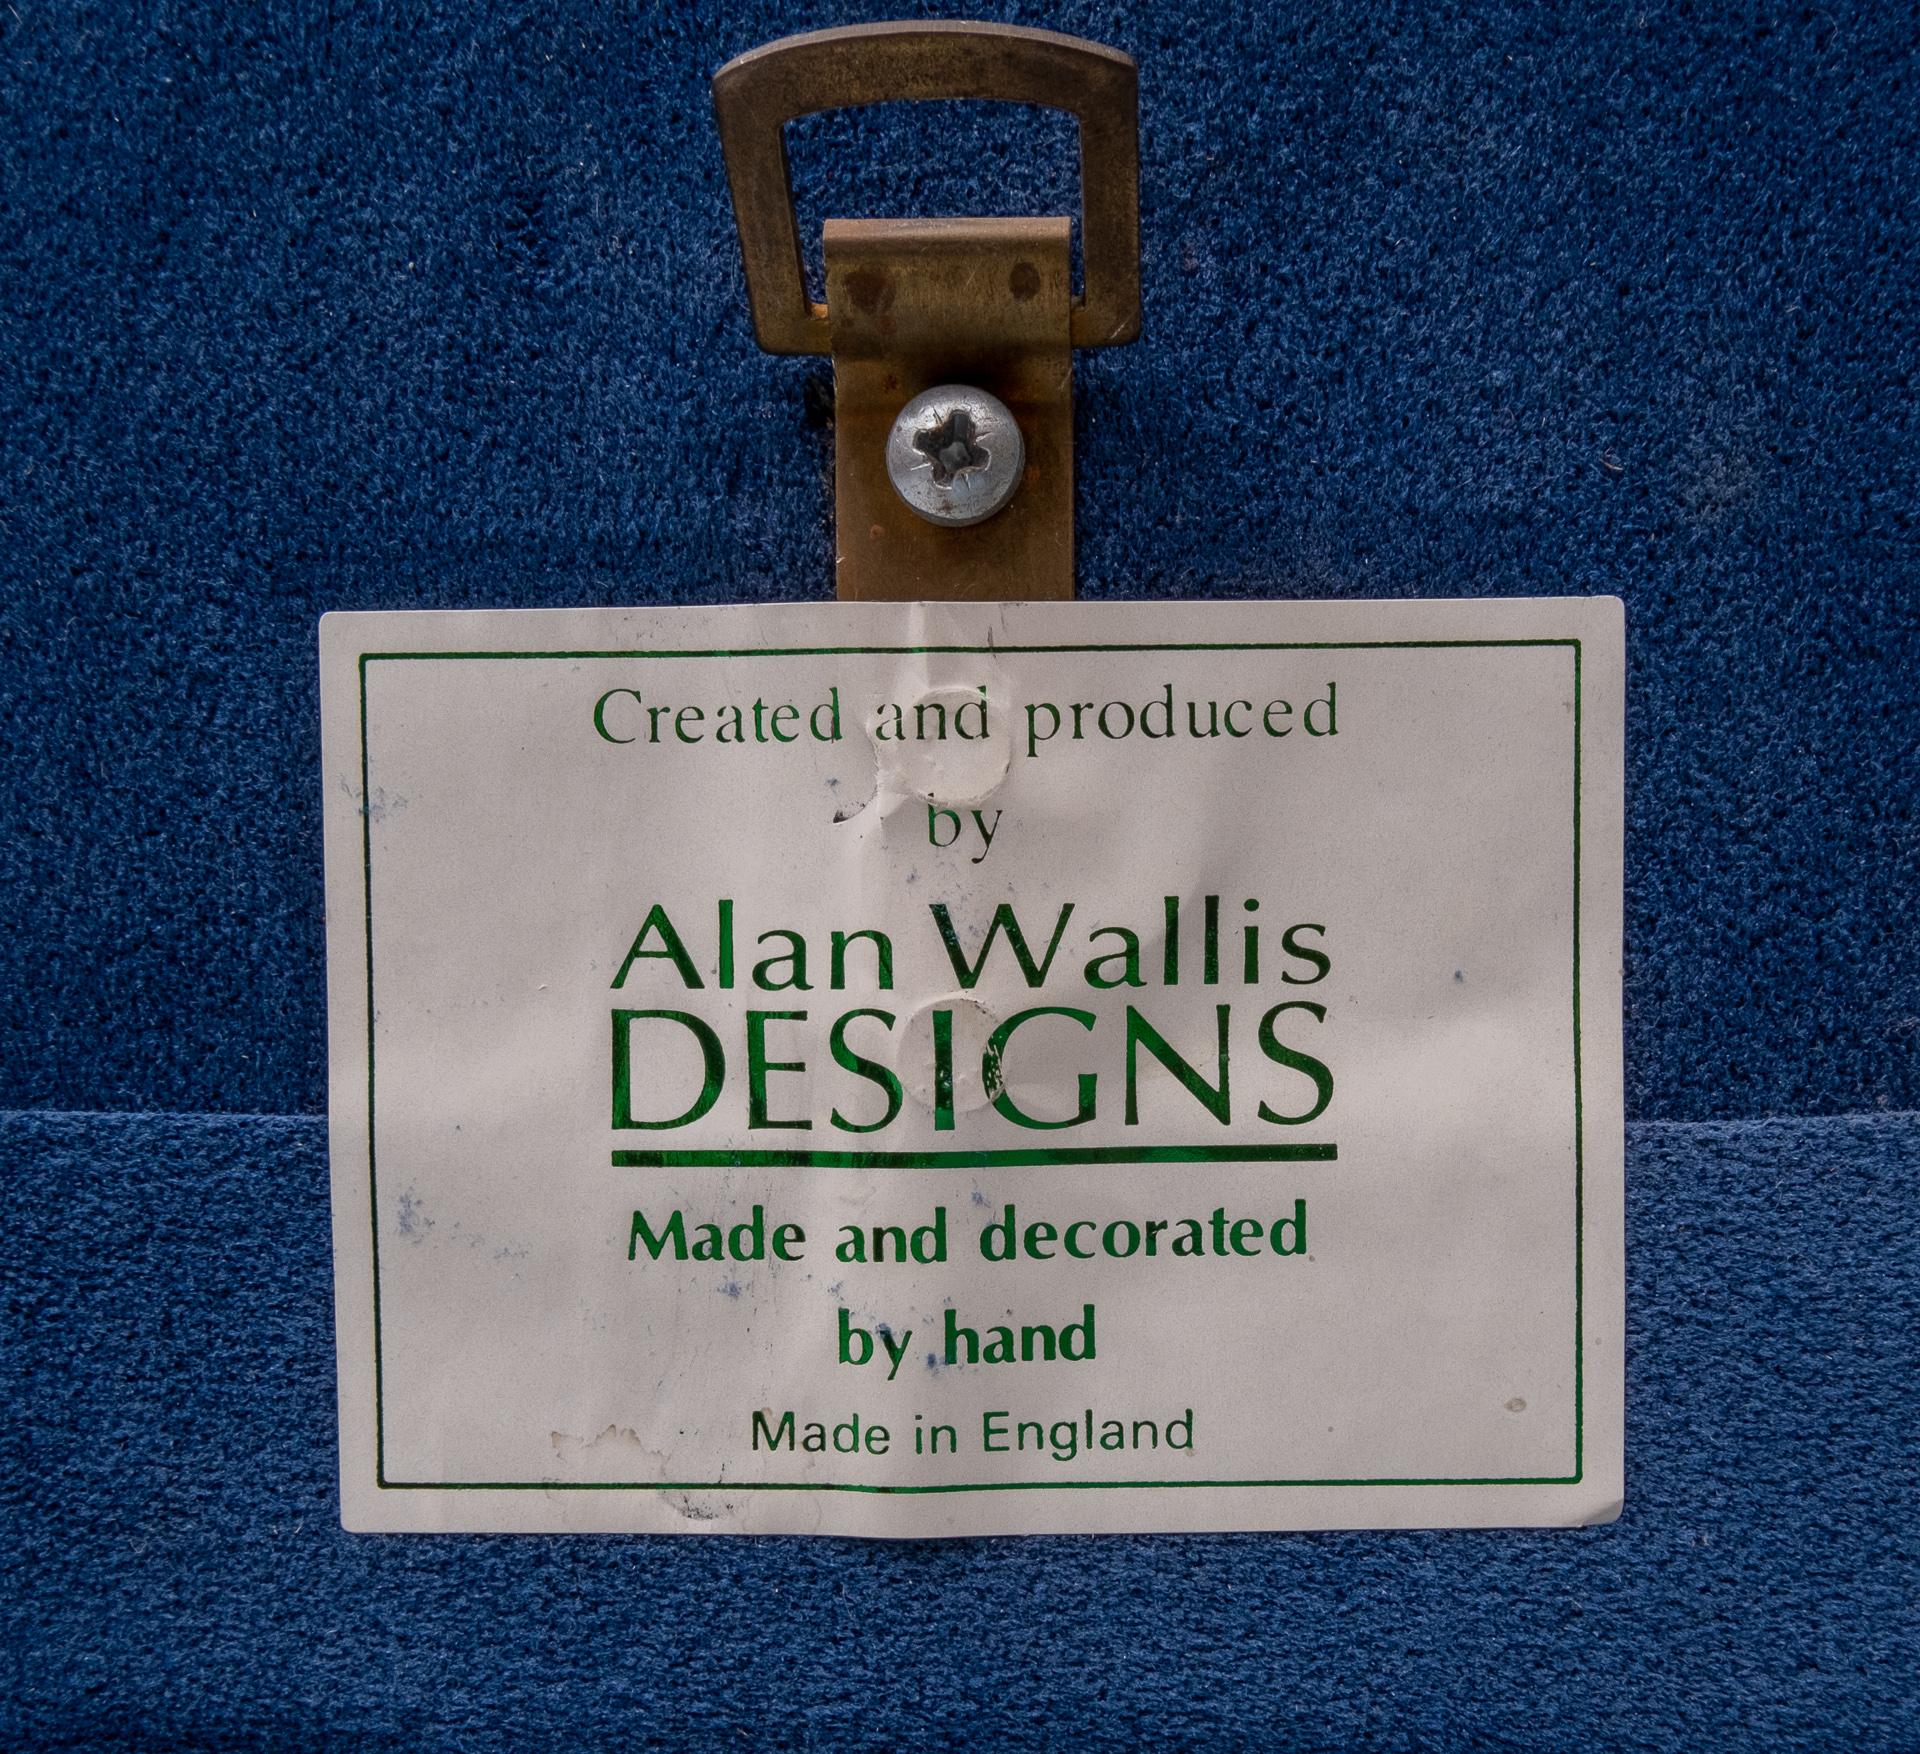 Created and produced
by
Alan Wallis
DESIGNS
Made and decorated
by hand
Made in England